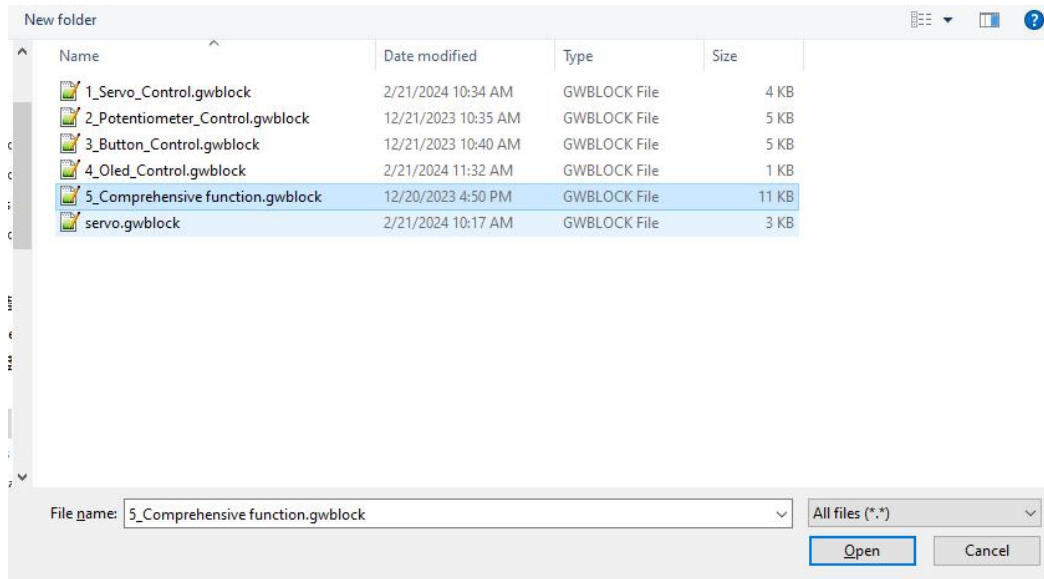 New folder
?
Name Date modified Type Size
1_Servo_Control.gwblock 2/21/2024 10:34 AM GWBLOCK File 4 KB
2_Potentiometer_Control.gwblock 12/21/2023 10:35 AM GWBLOCK File 5 KB
3_Button_Control.gwblock 12/21/2023 10:40 AM GWBLOCK File 5 KB
4_Oled_Control.gwblock 2/21/2024 11:32 AM GWBLOCK File 1 KB
5_Comprehensive function.gwblock 12/20/2023 4:50 PM GWBLOCK File 11 KB
servo.gwblock 2/21/2024 10:17 AM GWBLOCK File 3 KB
File name: 5_Comprehensive function.gwblock All files (*.*)
Open Cancel